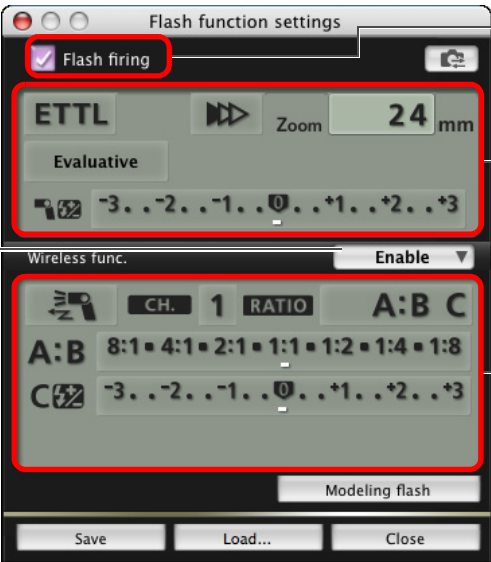 Flash function settings
Flash firing
ETTL Zoom 24 mm
Evaluative
-3. .-2. .-1. .0. .+1. .+2. .+3
Wireless func. Enable
CH. 1 RATIO A:B C
A:B 8:1▪4:1▪2:1▪1:1▪1:2▪1:4▪1:8
C -3. .-2. .-1. .0. .+1. .+2. .+3
Modeling flash
Save Load... Close